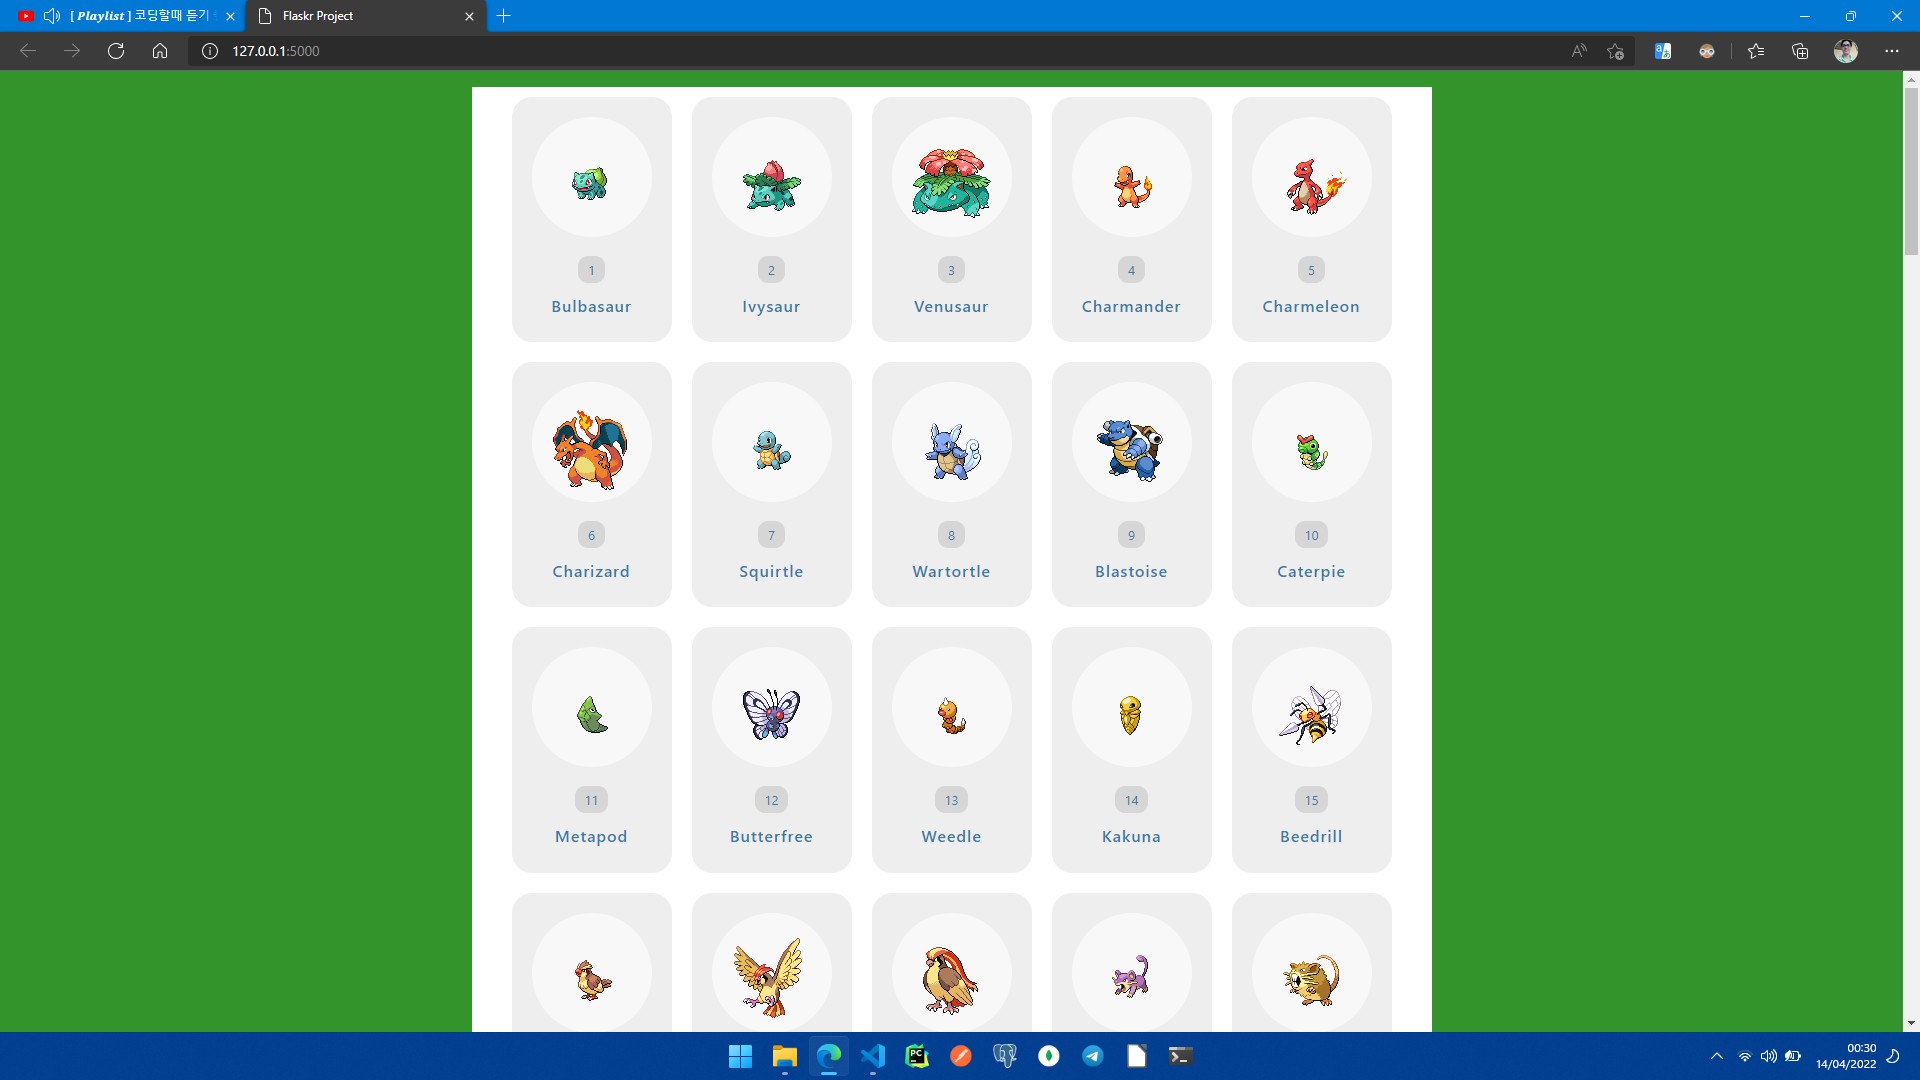 [ Playlist ] 코딩할때 듣기
Flaskr Project
127.0.0.1:5000
1
2
3
4
5
Bulbasaur
Ivysaur
Venusaur
Charmander
Charmeleon
6
7
8
9
10
Charizard
Squirtle
Wartortle
Blastoise
Caterpie
11
12
13
14
15
Metapod
Butterfree
Weedle
Kakuna
Beedrill
PC
00:30
14/04/2022